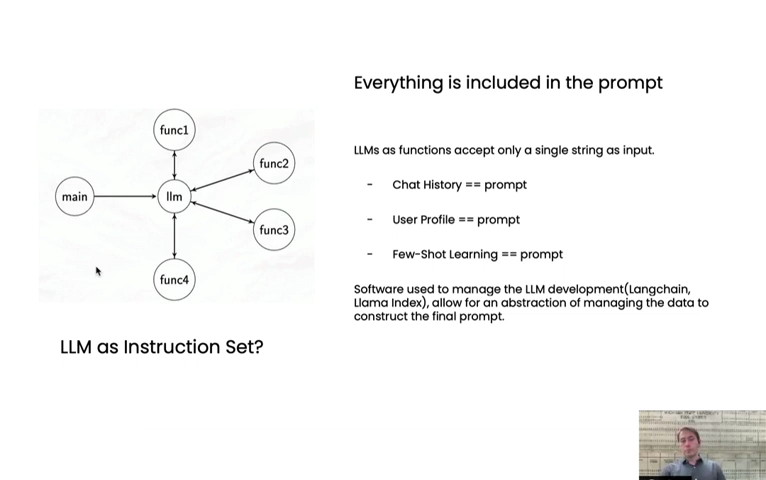 Everything is included in the prompt
func1
func2
main
llm
func3
func4
LLM as Instruction Set?
LLMs as functions accept only a single string as input.
- Chat History == prompt
- User Profile == prompt
- Few-Shot Learning == prompt
Software used to manage the LLM development(Langchain,
Llama Index), allow for an abstraction of managing the data to
construct the final prompt.